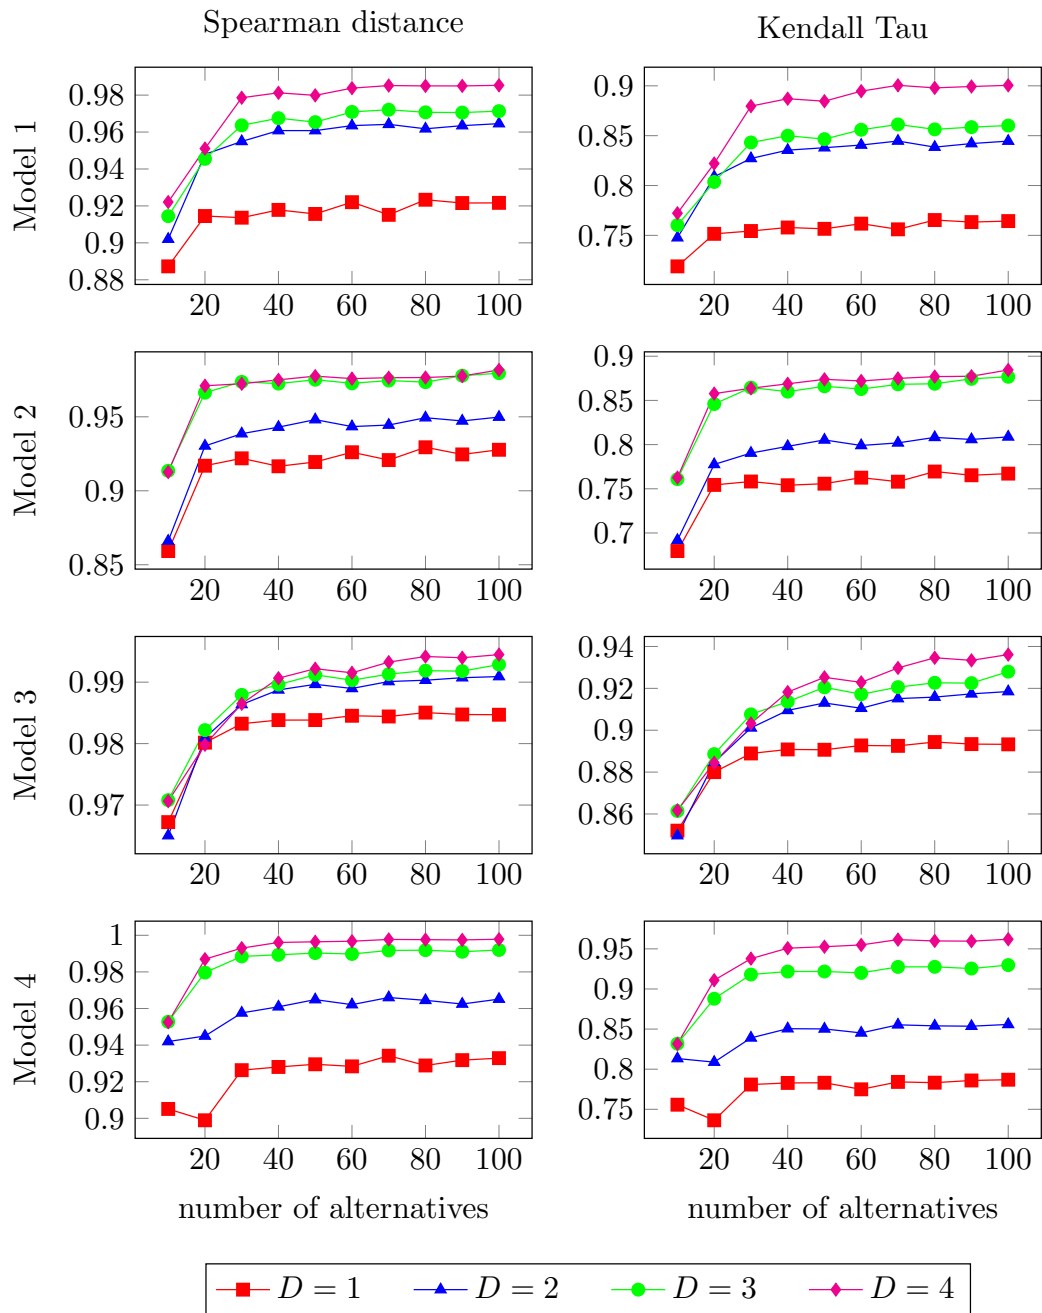 Spearman distance
Kendall Tau
Model 1
0.98
0.96
0.94
0.92
0.9
0.88
20 40 60 80 100
0.9
0.85
0.8
0.75
20 40 60 80 100
Model 2
0.95
0.9
0.85
20 40 60 80 100
0.9
0.85
0.8
0.75
0.7
20 40 60 80 100
Model 3
0.99
0.98
0.97
20 40 60 80 100
0.94
0.92
0.9
0.88
0.86
20 40 60 80 100
Model 4
1
0.98
0.96
0.94
0.92
0.9
20 40 60 80 100
number of alternatives
0.95
0.9
0.85
0.8
0.75
20 40 60 80 100
number of alternatives
D = 1 D = 2 D = 3 D = 4